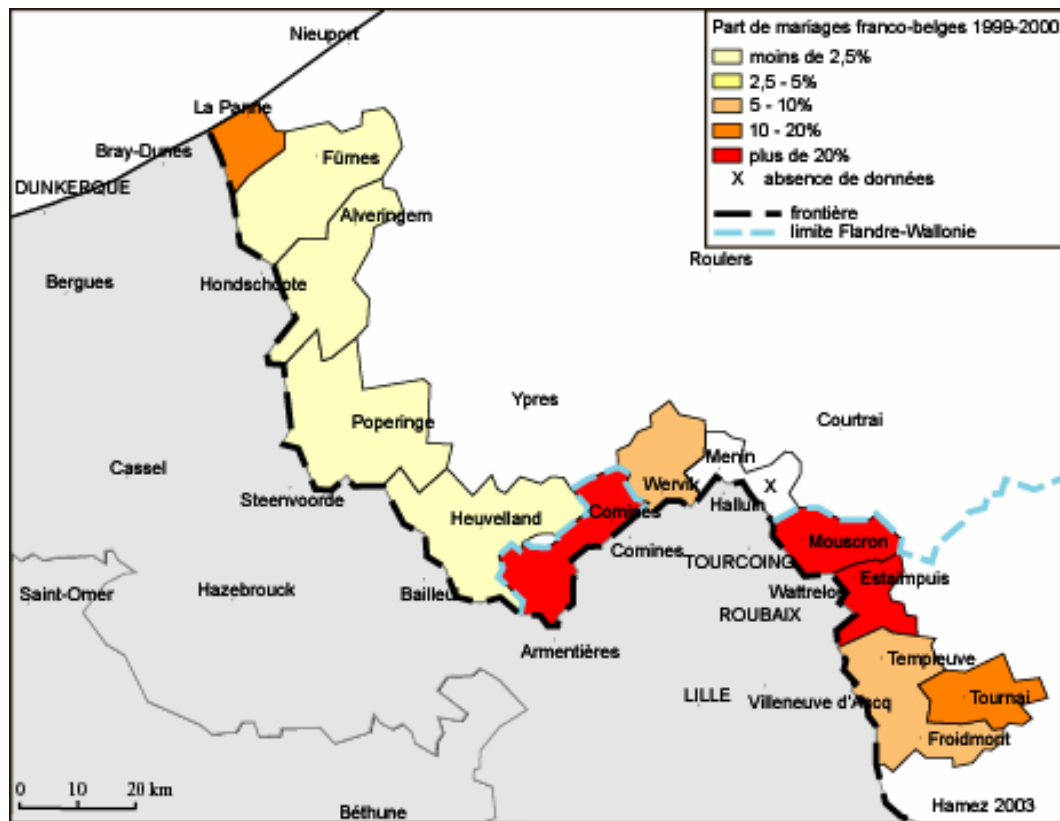 Part de mariages franco-belges 1999-2000
moins de 2,5%
2,5 - 5%
5 - 10%
10 - 20%
plus de 20%
X absence de données
frontière
limite Flandre-Wallonie
Nieuport
La Panne
Bray-Dunes
Fûrnes
DUNKERQUE
Alveringem
Roulers
Bergues
Hondschoote
Ypres
Poperinge
Courtrai
Menin
Cassel
Steenvoorde
Wervik
X
Halluin
Heuvelland
Comines
Mouscron
Comines
TOURCOING
Estaimpuis
Saint-Omer
Hazebrouck
Bailleul
Wattrelos
ROUBAIX
Armentières
Templeuve
LILLE
Villeneuve d'Ascq
Tournai
Froidmont
0 10 20 km
Béthune
Hamez 2003